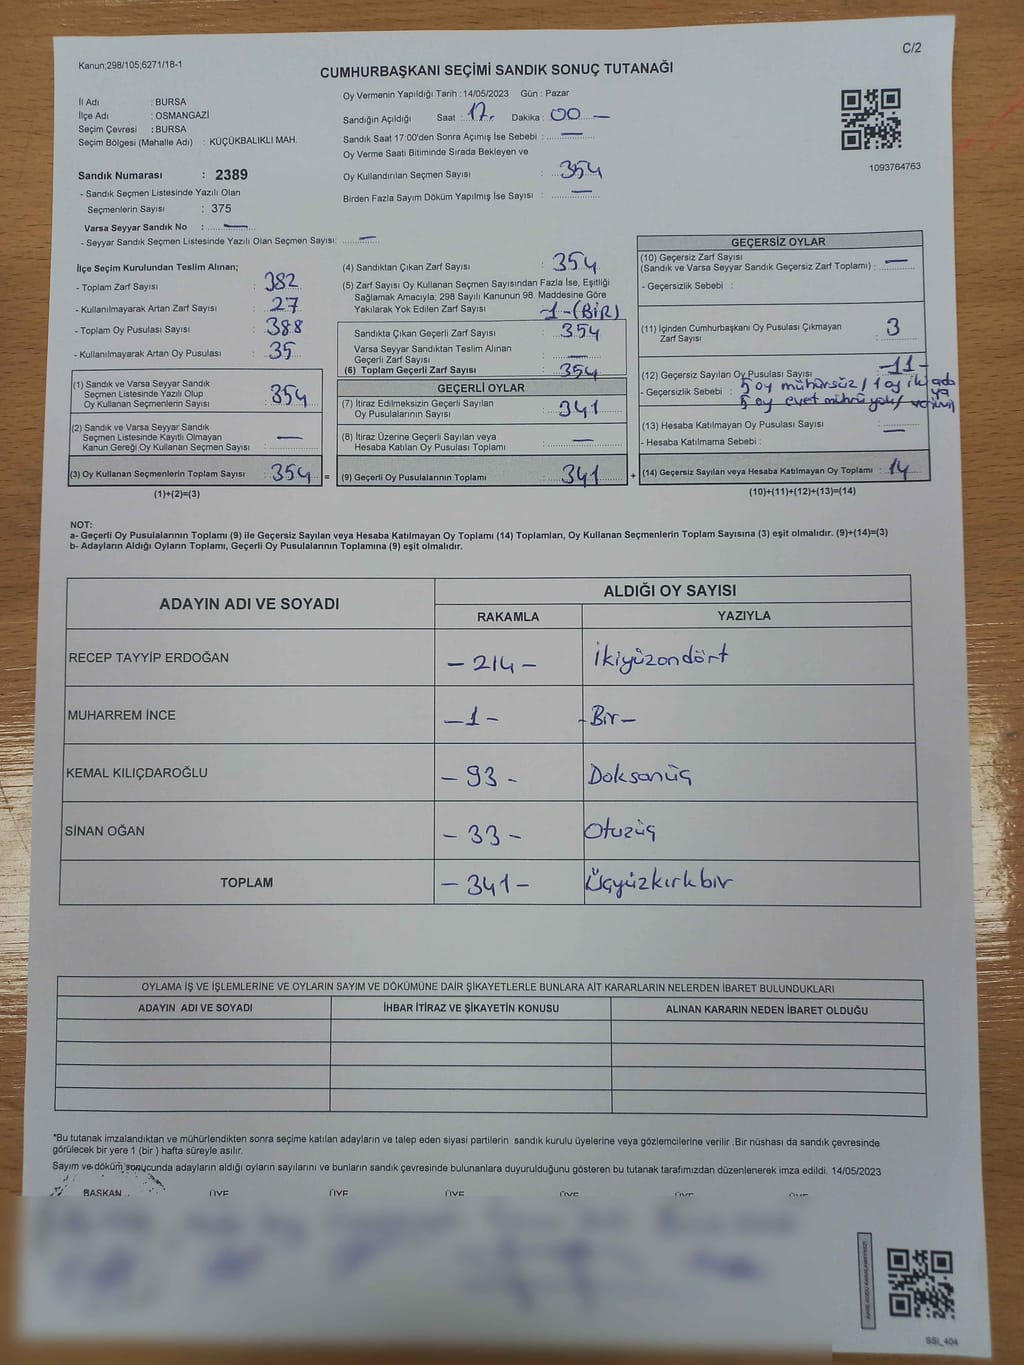 C/2
Kanun;298/105;6271/18-1
CUMHURBAŞKANI SEÇİMİ SANDIK SONUÇ TUTANAĞI
İl Adı : BURSA
İlçe Adı : OSMANGAZİ
Seçim Çevresi : BURSA
Seçim Bölgesi (Mahalle Adı) : KÜÇÜKBALIKLI MAH.
Sandık Numarası : 2389
- Sandık Seçmen Listesinde Yazılı Olan
Seçmenlerin Sayısı : 375
Varsa Seyyar Sandık No : —
- Seyyar Sandık Seçmen Listesinde Yazılı Olan Seçmen Sayısı: —
Oy Vermenin Yapıldığı Tarih : 14/05/2023 Gün : Pazar
Sandığın Açıldığı Saat : 17. Dakika : 00 —
Sandık Saat 17:00'den Sonra Açımış İse Sebebi : —
Oy Verme Saati Bitiminde Sırada Bekleyen ve
Oy Kullandırılan Seçmen Sayısı : 354
Birden Fazla Sayım Döküm Yapılmış İse Sayısı : —
1093764763
İlçe Seçim Kurulundan Teslim Alınan;
- Toplam Zarf Sayısı : 382
- Kullanılmayarak Artan Zarf Sayısı : 27
- Toplam Oy Pusulası Sayısı : 388
- Kullanılmayarak Artan Oy Pusulası : 35
(1) Sandık ve Varsa Seyyar Sandık
Seçmen Listesinde Yazılı Olup
Oy Kullanan Seçmenlerin Sayısı : 354
(2) Sandık ve Varsa Seyyar Sandık
Seçmen Listesinde Kayıtlı Olmayan
Kanun Gereği Oy Kullanan Seçmen Sayısı : —
(3) Oy Kullanan Seçmenlerin Toplam Sayısı : 354 =
(1)+(2)=(3)
(4) Sandıktan Çıkan Zarf Sayısı : 354
(5) Zarf Sayısı Oy Kullanan Seçmen Sayısından Fazla İse, Eşitliği
Sağlamak Amacıyla; 298 Sayılı Kanunun 98. Maddesine Göre
Yakılarak Yok Edilen Zarf Sayısı : -1-(BİR)
Sandıkta Çıkan Geçerli Zarf Sayısı : 354
Varsa Seyyar Sandıktan Teslim Alınan
Geçerli Zarf Sayısı : —
(6) Toplam Geçerli Zarf Sayısı : 354
GEÇERLİ OYLAR
(7) İtiraz Edilmeksizin Geçerli Sayılan
Oy Pusulalarının Sayısı : 341
(8) İtiraz Üzerine Geçerli Sayılan veya
Hesaba Katılan Oy Pusulası Toplamı : —
(9) Geçerli Oy Pusulalarının Toplamı : 341 +
GEÇERSİZ OYLAR
(10) Geçersiz Zarf Sayısı
(Sandık ve Varsa Seyyar Sandık Geçersiz Zarf Toplamı) : —
- Geçersizlik Sebebi :
(11) İçinden Cumhurbaşkanı Oy Pusulası Çıkmayan
Zarf Sayısı : 3
(12) Geçersiz Sayılan Oy Pusulası Sayısı : -11-
- Geçersizlik Sebebi : 5 oy mühürsüz / 1 oy iki adaya
5 oy evet mührü yok /
(13) Hesaba Katılmayan Oy Pusulası Sayısı : —
- Hesaba Katılmama Sebebi :
(14) Geçersiz Sayılan veya Hesaba Katılmayan Oy Toplamı : 14
(10)+(11)+(12)+(13)=(14)
NOT:
a- Geçerli Oy Pusulalarının Toplamı (9) ile Geçersiz Sayılan veya Hesaba Katılmayan Oy Toplamı (14) Toplamları, Oy Kullanan Seçmenlerin Toplam Sayısına (3) eşit olmalıdır. (9)+(14)=(3)
b- Adayların Aldığı Oyların Toplamı, Geçerli Oy Pusulalarının Toplamına (9) eşit olmalıdır.
ADAYIN ADI VE SOYADI
ALDIĞI OY SAYISI
RAKAMLA YAZIYLA
RECEP TAYYİP ERDOĞAN -214- İkiyüzondört
MUHARREM İNCE -1- -Bir-
KEMAL KILIÇDAROĞLU -93- Doksanüç
SİNAN OĞAN -33- Otuzüç
TOPLAM -341- Üçyüzkırkbir
OYLAMA İŞ VE İŞLEMLERİNE VE OYLARIN SAYIM VE DÖKÜMÜNE DAİR ŞİKAYETLERLE BUNLARA AİT KARARLARIN NELERDEN İBARET BULUNDUKLARI
ADAYIN ADI VE SOYADI İHBAR İTİRAZ VE ŞİKAYETİN KONUSU ALINAN KARARIN NEDEN İBARET OLDUĞU
*Bu tutanak imzalandıktan ve mühürlendikten sonra seçime katılan adayların ve talep eden siyasi partilerin sandık kurulu üyelerine veya gözlemcilerine verilir .Bir nüshası da sandık çevresinde
görülecek bir yere 1 (bir ) hafta süreyle asılır.
Sayım ve döküm sonucunda adayların aldığı oyların sayılarını ve bunların sandık çevresinde bulunanlara duyurulduğunu gösteren bu tutanak tarafımızdan düzenlenerek imza edildi. 14/05/2023
BAŞKAN ÜYE ÜYE ÜYE ÜYE ÜYE ÜYE
SSI_404